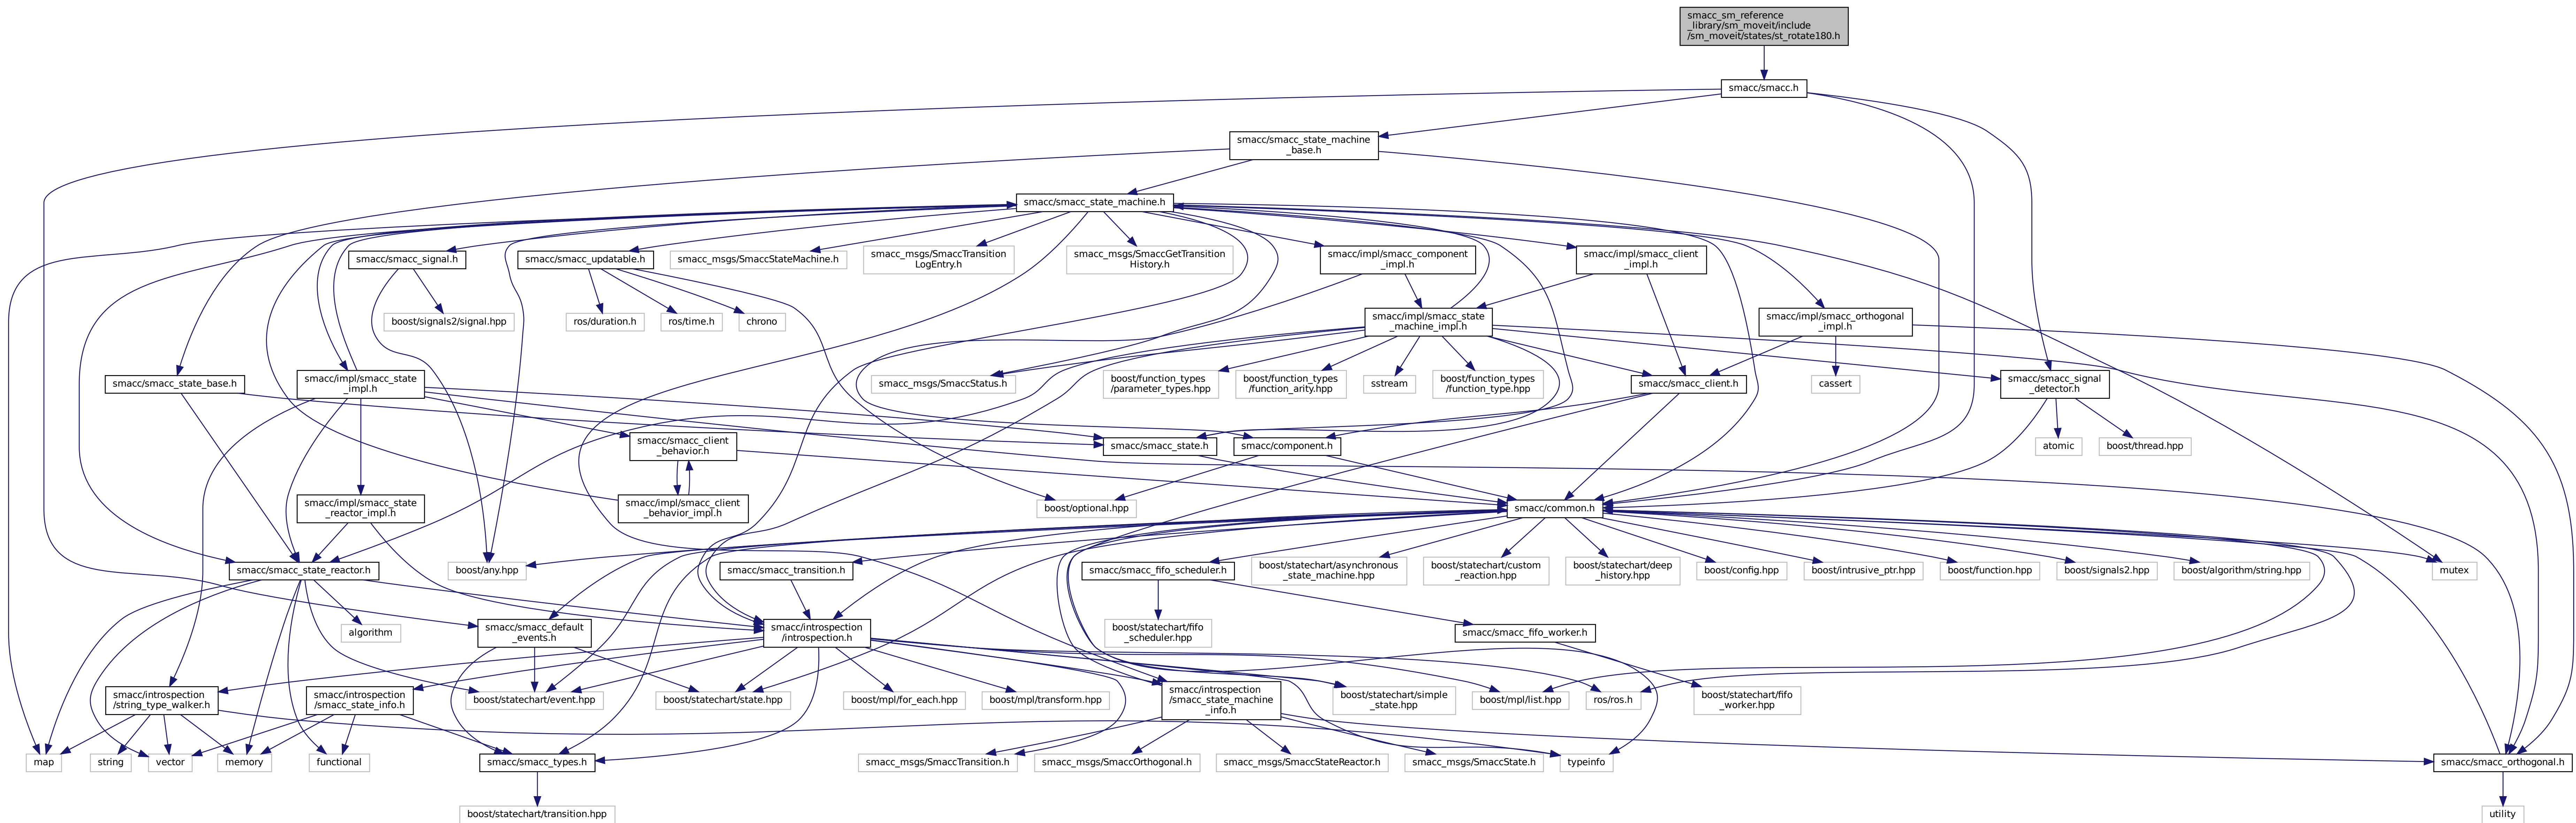 smacc_sm_reference
_library/sm_moveit/include
/sm_moveit/states/st_rotate180.h
smacc/smacc.h
smacc/smacc_state_machine
_base.h
smacc/smacc_state_machine.h
smacc/smacc_signal.h
smacc/smacc_updatable.h
smacc_msgs/SmaccStateMachine.h
smacc_msgs/SmaccTransition
LogEntry.h
smacc_msgs/SmaccGetTransition
History.h
smacc/impl/smacc_component
_impl.h
smacc/impl/smacc_client
_impl.h
boost/signals2/signal.hpp
ros/duration.h
ros/time.h
chrono
smacc/impl/smacc_state
_machine_impl.h
smacc/impl/smacc_orthogonal
_impl.h
smacc/smacc_state_base.h
smacc/impl/smacc_state
_impl.h
smacc_msgs/SmaccStatus.h
boost/function_types
/parameter_types.hpp
boost/function_types
/function_arity.hpp
sstream
boost/function_types
/function_type.hpp
smacc/smacc_client.h
cassert
smacc/smacc_signal
_detector.h
smacc/smacc_client
_behavior.h
smacc/smacc_state.h
smacc/component.h
atomic
boost/thread.hpp
smacc/impl/smacc_state
_reactor_impl.h
smacc/impl/smacc_client
_behavior_impl.h
boost/optional.hpp
smacc/common.h
smacc/smacc_state_reactor.h
boost/any.hpp
smacc/smacc_transition.h
smacc/smacc_fifo_scheduler.h
boost/statechart/asynchronous
_state_machine.hpp
boost/statechart/custom
_reaction.hpp
boost/statechart/deep
_history.hpp
boost/config.hpp
boost/intrusive_ptr.hpp
boost/function.hpp
boost/signals2.hpp
boost/algorithm/string.hpp
mutex
algorithm
smacc/smacc_default
_events.h
smacc/introspection
/introspection.h
boost/statechart/fifo
_scheduler.hpp
smacc/smacc_fifo_worker.h
smacc/introspection
/string_type_walker.h
smacc/introspection
/smacc_state_info.h
boost/statechart/event.hpp
boost/statechart/state.hpp
boost/mpl/for_each.hpp
boost/mpl/transform.hpp
smacc/introspection
/smacc_state_machine
_info.h
boost/statechart/simple
_state.hpp
boost/mpl/list.hpp
ros/ros.h
boost/statechart/fifo
_worker.hpp
map
string
vector
memory
functional
smacc/smacc_types.h
smacc_msgs/SmaccTransition.h
smacc_msgs/SmaccOrthogonal.h
smacc_msgs/SmaccStateReactor.h
smacc_msgs/SmaccState.h
typeinfo
smacc/smacc_orthogonal.h
boost/statechart/transition.hpp
utility